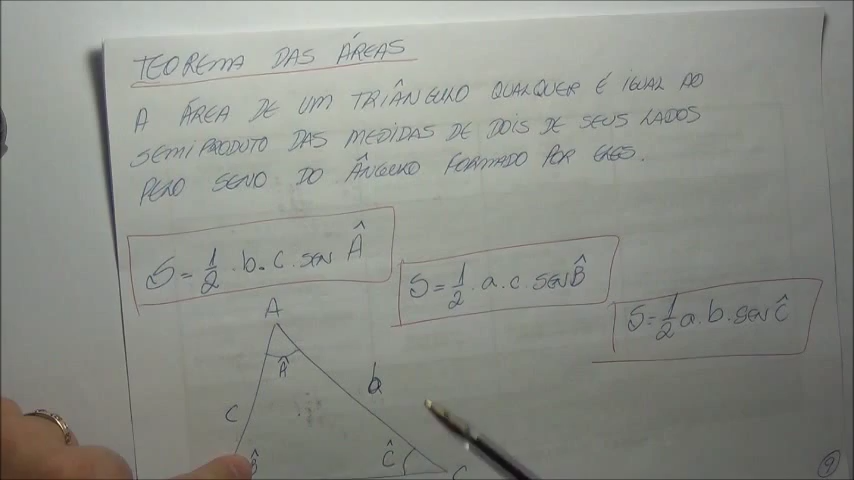 TEOREMA DAS ÁREAS
A ÁREA DE UM TRIÂNGULO QUALQUER É IGUAL AO
SEMIPRODUTO DAS MEDIDAS DE DOIS DE SEUS LADOS
PELO SENO DO ÂNGULO FORMADO POR ELES.
S = 1/2 . b . c . sen Â
S = 1/2 . a . c . SEN B̂
S = 1/2 a . b . SEN Ĉ
A
Â
b
c
B̂
Ĉ
C
9